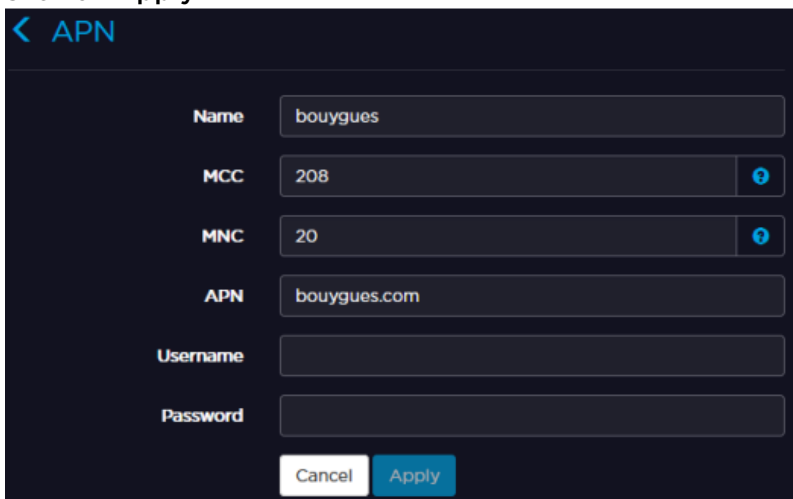 APN
Name bouygues
MCC 208
MNC 20
APN bouygues.com
Username
Password
Cancel Apply